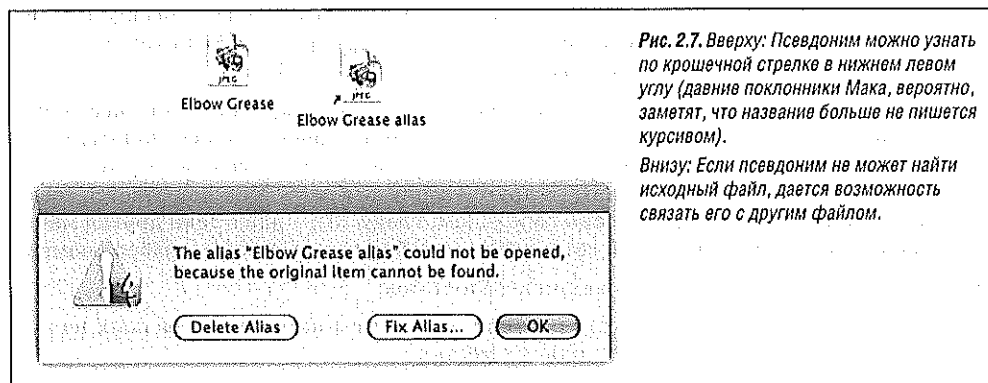 JPEG
Elbow Grease
JPEG
Elbow Grease alias
The alias "Elbow Grease alias" could not be opened,
because the original item cannot be found.
Delete Alias
Fix Alias...
OK
Рис. 2.7. Вверху: Псевдоним можно узнать
по крошечной стрелке в нижнем левом
углу (давние поклонники Мака, вероятно,
заметят, что название больше не пишется
курсивом).
Внизу: Если псевдоним не может найти
исходный файл, дается возможность
связать его с другим файлом.